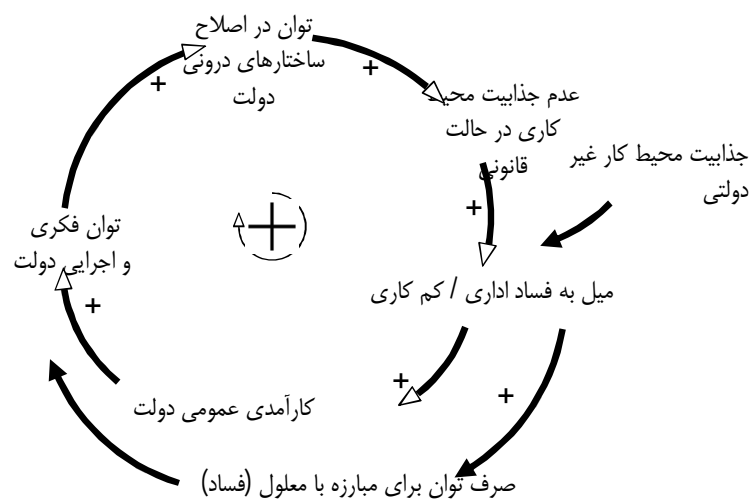 توان در اصلاح
ساختارهای درونی
دولت
+
+
عدم جذابیت محیط
کاری در حالت
قانونی
جذابیت محیط کار غیر
دولتی
+
توان فکری
و اجرایی دولت
+
میل به فساد اداری / کم کاری
+
+
+
کارآمدی عمومی دولت
صرف توان برای مبارزه با معلول (فساد)